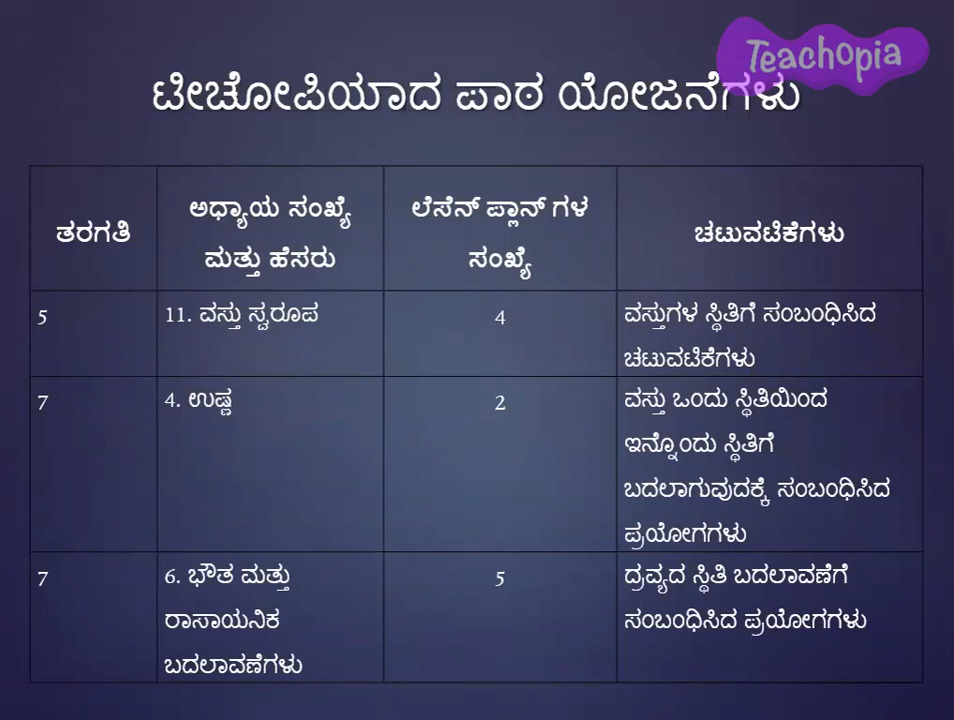 Teachopia
ಟೀಚೋಪಿಯಾದ ಪಾಠ ಯೋಜನೆಗಳು
ತರಗತಿ
ಅಧ್ಯಾಯ ಸಂಖ್ಯೆ
ಮತ್ತು ಹೆಸರು
ಲೆಸೆನ್ ಪ್ಲಾನ್ ಗಳ
ಸಂಖ್ಯೆ
ಚಟುವಟಿಕೆಗಳು
5
11. ವಸ್ತು ಸ್ವರೂಪ
4
ವಸ್ತುಗಳ ಸ್ಥಿತಿಗೆ ಸಂಬಂಧಿಸಿದ
ಚಟುವಟಿಕೆಗಳು
7
4. ಉಷ್ಣ
2
ವಸ್ತು ಒಂದು ಸ್ಥಿತಿಯಿಂದ
ಇನ್ನೊಂದು ಸ್ಥಿತಿಗೆ
ಬದಲಾಗುವುದಕ್ಕೆ ಸಂಬಂಧಿಸಿದ
ಪ್ರಯೋಗಗಳು
7
6. ಭೌತ ಮತ್ತು
ರಾಸಾಯನಿಕ
ಬದಲಾವಣೆಗಳು
5
ದ್ರವ್ಯದ ಸ್ಥಿತಿ ಬದಲಾವಣೆಗೆ
ಸಂಬಂಧಿಸಿದ ಪ್ರಯೋಗಗಳು